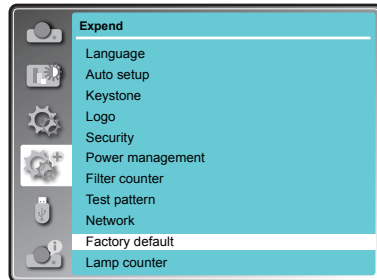 Expend
Language
Auto setup
Keystone
Logo
Security
Power management
Filter counter
Test pattern
Network
Factory default
Lamp counter